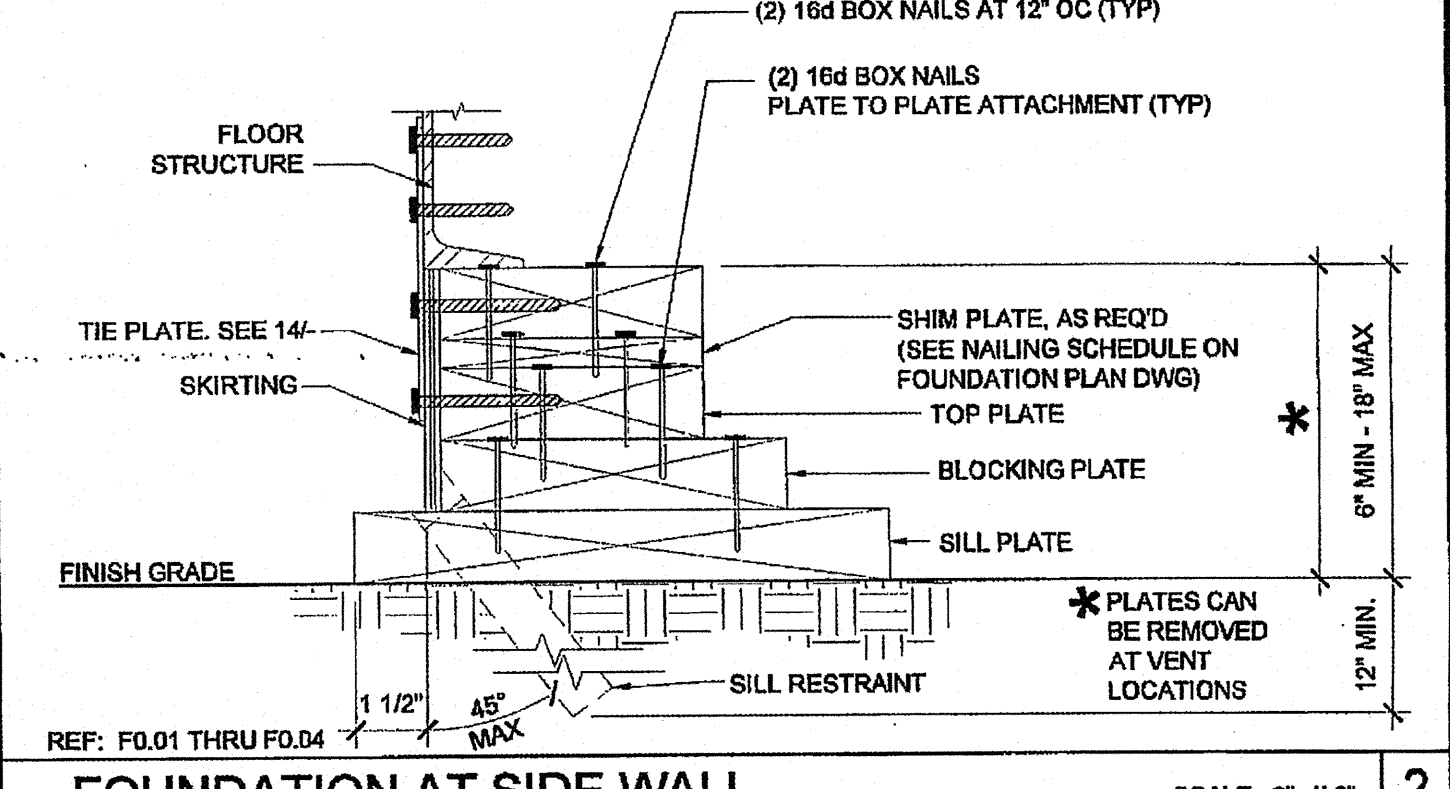 (2) 16d BOX NAILS AT 12" OC (TYP)
(2) 16d BOX NAILS
PLATE TO PLATE ATTACHMENT (TYP)
FLOOR
STRUCTURE
TIE PLATE. SEE 14/-
SKIRTING
SHIM PLATE, AS REQ'D
(SEE NAILING SCHEDULE ON
FOUNDATION PLAN DWG)
TOP PLATE
BLOCKING PLATE
SILL PLATE
6" MIN - 18" MAX
*
FINISH GRADE
* PLATES CAN
BE REMOVED
AT VENT
LOCATIONS
12" MIN.
SILL RESTRAINT
1 1/2"
45°
MAX
REF: F0.01 THRU F0.04
FOUNDATION AT SIDE WALL
2